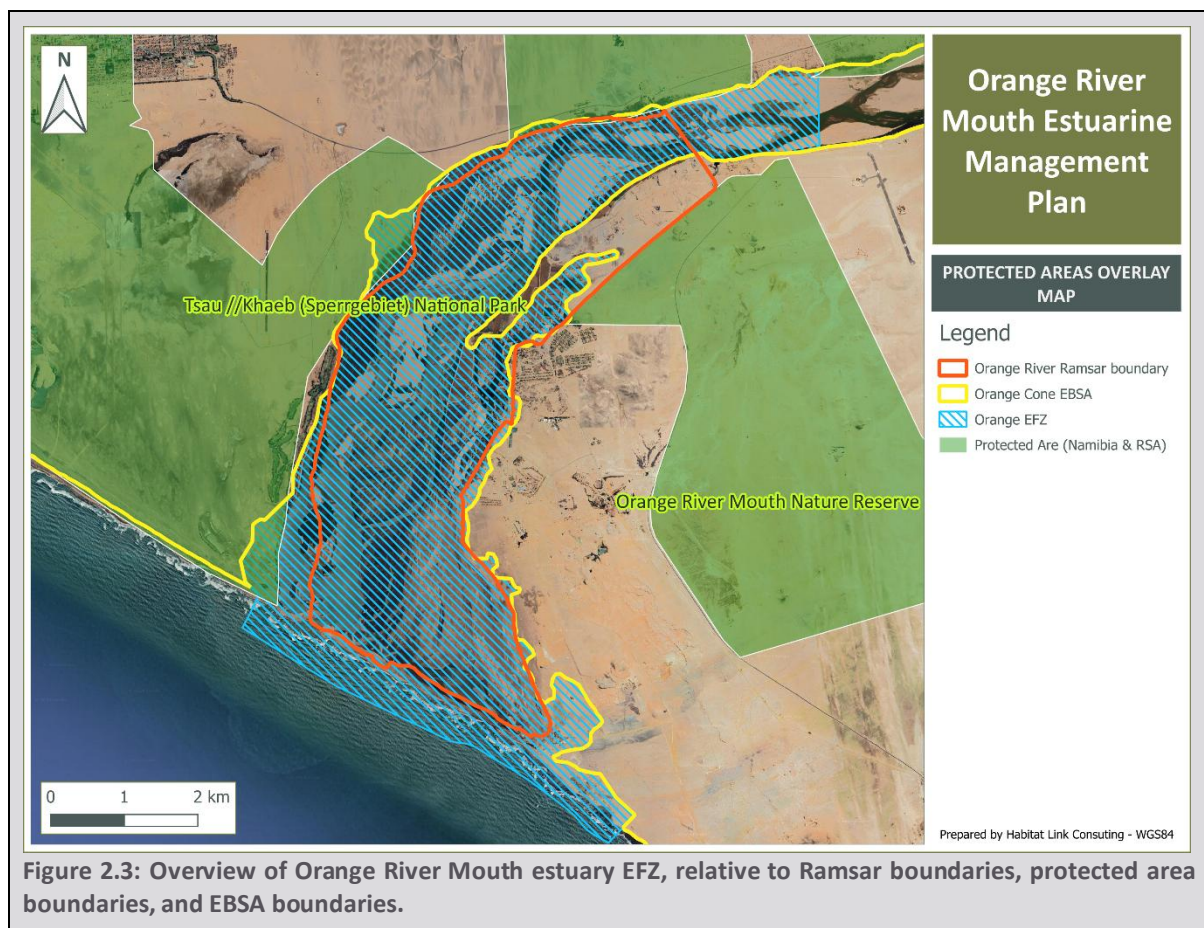 N
Tsau //Khaeb (Sperrgebiet) National Park
Orange River Mouth Nature Reserve
0 1 2 km
Orange River
Mouth Estuarine
Management
Plan
PROTECTED AREAS OVERLAY
MAP
Legend
Orange River Ramsar boundary
Orange Cone EBSA
Orange EFZ
Protected Are (Namibia & RSA)
Prepared by Habitat Link Consuting - WGS84
Figure 2.3: Overview of Orange River Mouth estuary EFZ, relative to Ramsar boundaries, protected area
boundaries, and EBSA boundaries.